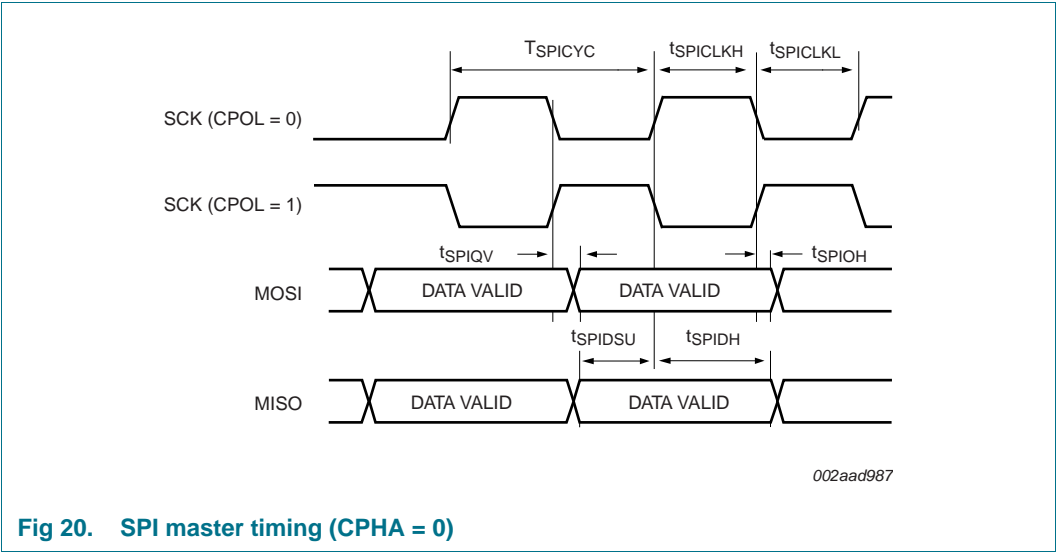 TSPICYC tSPICLKH tSPICLKL
SCK (CPOL = 0)
SCK (CPOL = 1)
tSPIQV tSPIOH
MOSI DATA VALID DATA VALID
tSPIDSU tSPIDH
MISO DATA VALID DATA VALID
002aad987
Fig 20. SPI master timing (CPHA = 0)